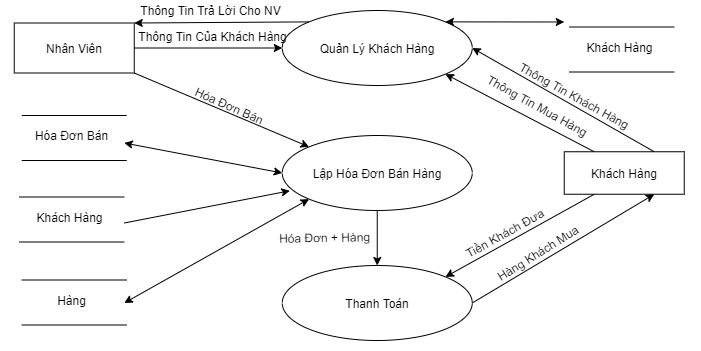 Thông Tin Trả Lời Cho NV
Nhân Viên
Thông Tin Của Khách Hàng
Quản Lý Khách Hàng
Khách Hàng
Thông Tin Khách Hàng
Thông Tin Mua Hàng
Hóa Đơn Bán
Hóa Đơn Bán
Lập Hóa Đơn Bán Hàng
Khách Hàng
Khách Hàng
Hóa Đơn + Hàng
Tiền Khách Đưa
Hàng Khách Mua
Hàng
Thanh Toán